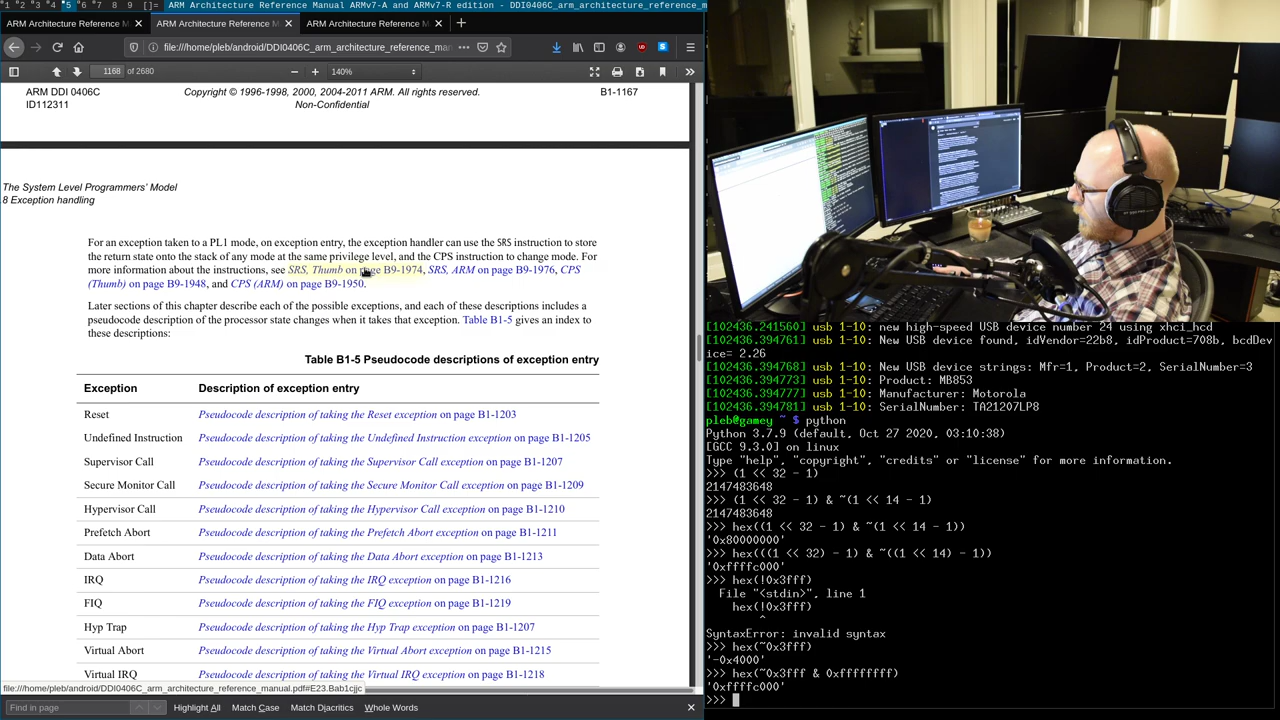 1 2 3 4 5 6 7 8 9 []= ARM Architecture Reference Manual ARMv7-A and ARMv7-R edition - DDI0406C_arm_architecture_reference_m
ARM Architecture Reference M
ARM Architecture Reference M
ARM Architecture Reference M
file:///home/pleb/android/DDI0406C_arm_architecture_reference_man
1168 of 2680
140%
ARM DDI 0406C
Copyright © 1996-1998, 2000, 2004-2011 ARM. All rights reserved.
B1-1167
ID112311
Non-Confidential
The System Level Programmers' Model
8 Exception handling
For an exception taken to a PL1 mode, on exception entry, the exception handler can use the SRS instruction to store
the return state onto the stack of any mode at the same privilege level, and the CPS instruction to change mode. For
more information about the instructions, see SRS, Thumb on page B9-1974, SRS, ARM on page B9-1976, CPS
(Thumb) on page B9-1948, and CPS (ARM) on page B9-1950.
Later sections of this chapter describe each of the possible exceptions, and each of these descriptions includes a
pseudocode description of the processor state changes when it takes that exception. Table B1-5 gives an index to
these descriptions:
Table B1-5 Pseudocode descriptions of exception entry
Exception Description of exception entry
Reset Pseudocode description of taking the Reset exception on page B1-1203
Undefined Instruction Pseudocode description of taking the Undefined Instruction exception on page B1-1205
Supervisor Call Pseudocode description of taking the Supervisor Call exception on page B1-1207
Secure Monitor Call Pseudocode description of taking the Secure Monitor Call exception on page B1-1209
Hypervisor Call Pseudocode description of taking the Hypervisor Call exception on page B1-1210
Prefetch Abort Pseudocode description of taking the Prefetch Abort exception on page B1-1211
Data Abort Pseudocode description of taking the Data Abort exception on page B1-1213
IRQ Pseudocode description of taking the IRQ exception on page B1-1216
FIQ Pseudocode description of taking the FIQ exception on page B1-1219
Hyp Trap Pseudocode description of taking the Hyp Trap exception on page B1-1207
Virtual Abort Pseudocode description of taking the Virtual Abort exception on page B1-1215
Virtual IRQ Pseudocode description of taking the Virtual IRQ exception on page B1-1218
file:///home/pleb/android/DDI0406C_arm_architecture_reference_manual.pdf#E23.Bab1cjjc
Find in page
Highlight All Match Case Match Diacritics Whole Words
[102436.241560] usb 1-10: new high-speed USB device number 24 using xhci_hcd
[102436.394761] usb 1-10: New USB device found, idVendor=22b8, idProduct=708b, bcdDev
ice= 2.26
[102436.394768] usb 1-10: New USB device strings: Mfr=1, Product=2, SerialNumber=3
[102436.394773] usb 1-10: Product: MB853
[102436.394777] usb 1-10: Manufacturer: Motorola
[102436.394781] usb 1-10: SerialNumber: TA21207LP8
pleb@gamey ~ $ python
Python 3.7.9 (default, Oct 27 2020, 03:10:38)
[GCC 9.3.0] on linux
Type "help", "copyright", "credits" or "license" for more information.
>>> (1 << 32 - 1)
2147483648
>>> (1 << 32 - 1) & ~(1 << 14 - 1)
2147483648
>>> hex((1 << 32 - 1) & ~(1 << 14 - 1))
'0x80000000'
>>> hex(((1 << 32) - 1) & ~((1 << 14) - 1))
'0xffffc000'
>>> hex(!0x3fff)
File "<stdin>", line 1
hex(!0x3fff)
^
SyntaxError: invalid syntax
>>> hex(~0x3fff)
'-0x4000'
>>> hex(~0x3fff & 0xffffffff)
'0xffffc000'
>>>